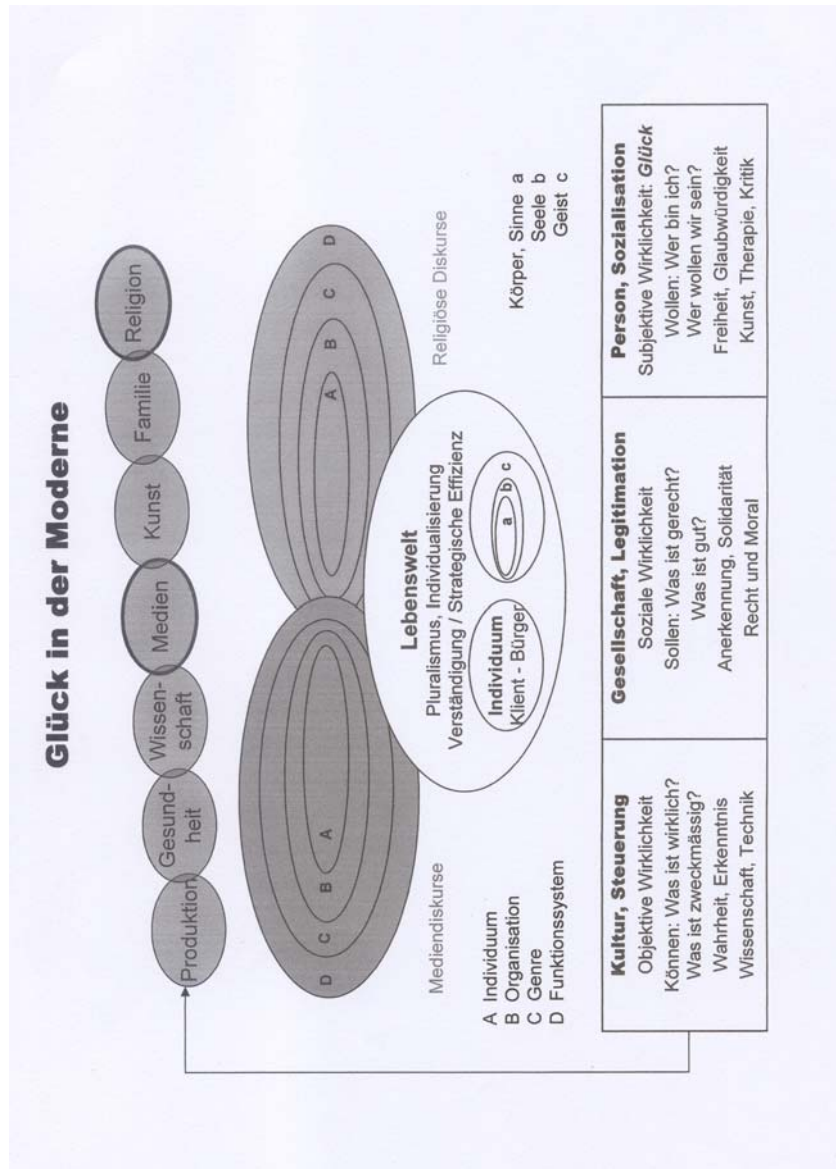 Glück in der Moderne
Produktion
Gesund-
heit
Wissen-
schaft
Medien
Kunst
Familie
Religion
D
C
B
A
A
B
C
D
Mediendiskurse
Religiöse Diskurse
Lebenswelt
Pluralismus, Individualisierung
Verständigung / Strategische Effizienz
Individuum
Klient - Bürger
a
b
c
A Individuum
B Organisation
C Genre
D Funktionssystem
Körper, Sinne a
Seele b
Geist c
Kultur, Steuerung
Objektive Wirklichkeit
Können: Was ist wirklich?
Was ist zweckmässig?
Wahrheit, Erkenntnis
Wissenschaft, Technik
Gesellschaft, Legitimation
Soziale Wirklichkeit
Sollen: Was ist gerecht?
Was ist gut?
Anerkennung, Solidarität
Recht und Moral
Person, Sozialisation
Subjektive Wirklichkeit: Glück
Wollen: Wer bin ich?
Wer wollen wir sein?
Freiheit, Glaubwürdigkeit
Kunst, Therapie, Kritik